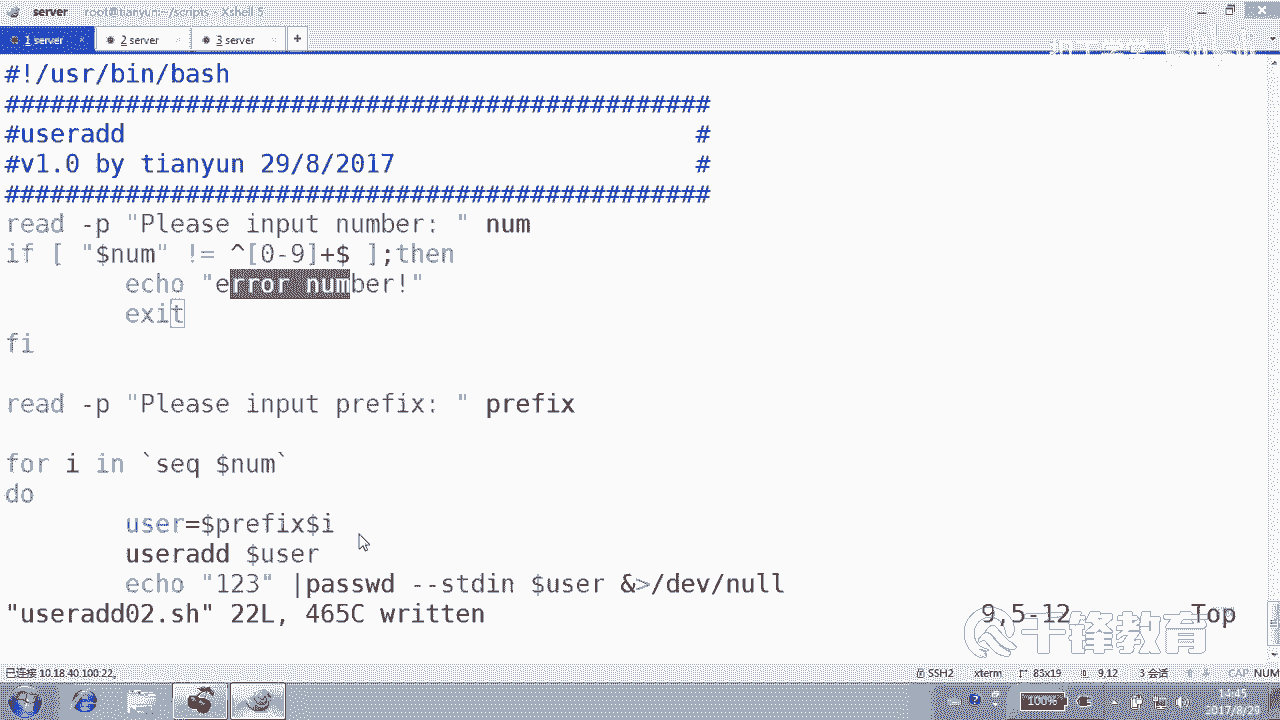 server root@tianyun:~/scripts - Xshell 5
1 server 2 server 3 server +
#!/usr/bin/bash
###############################################
#useradd #
#v1.0 by tianyun 29/8/2017 #
###############################################
read -p "Please input number: " num
if [ "$num" != ^[0-9]+$ ];then
echo "error number!"
exit
fi
read -p "Please input prefix: " prefix
for i in `seq $num`
do
user=$prefix$i
useradd $user
echo "123" |passwd --stdin $user &>/dev/null
"useradd02.sh" 22L, 465C written 9,5-12 Top
千锋教育
已连接 10.18.40.100:22。 SSH2 xterm 83x19 9,12 3 会话 CAP NUM
100% 13:45
2017/8/29